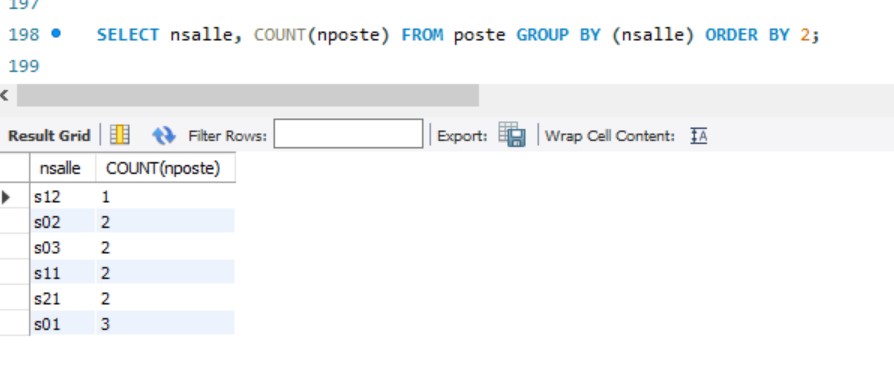 197
198 SELECT nsalle, COUNT(nposte) FROM poste GROUP BY (nsalle) ORDER BY 2;
199
Result Grid Filter Rows: Export: Wrap Cell Content:
nsalle COUNT(nposte)
s12 1
s02 2
s03 2
s11 2
s21 2
s01 3